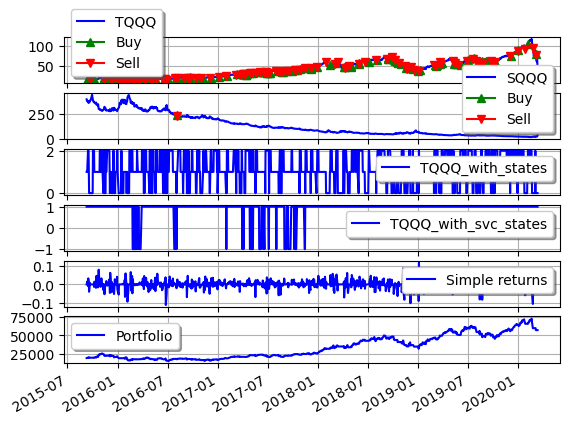 TQQQ
Buy
Sell
100
50
SQQQ
Buy
Sell
250
0
2
0
TQQQ_with_states
1
0
−1
TQQQ_with_svc_states
0.1
0.0
−0.1
Simple returns
75000
50000
25000
Portfolio
2015-07
2016-01
2016-07
2017-01
2017-07
2018-01
2018-07
2019-01
2019-07
2020-01